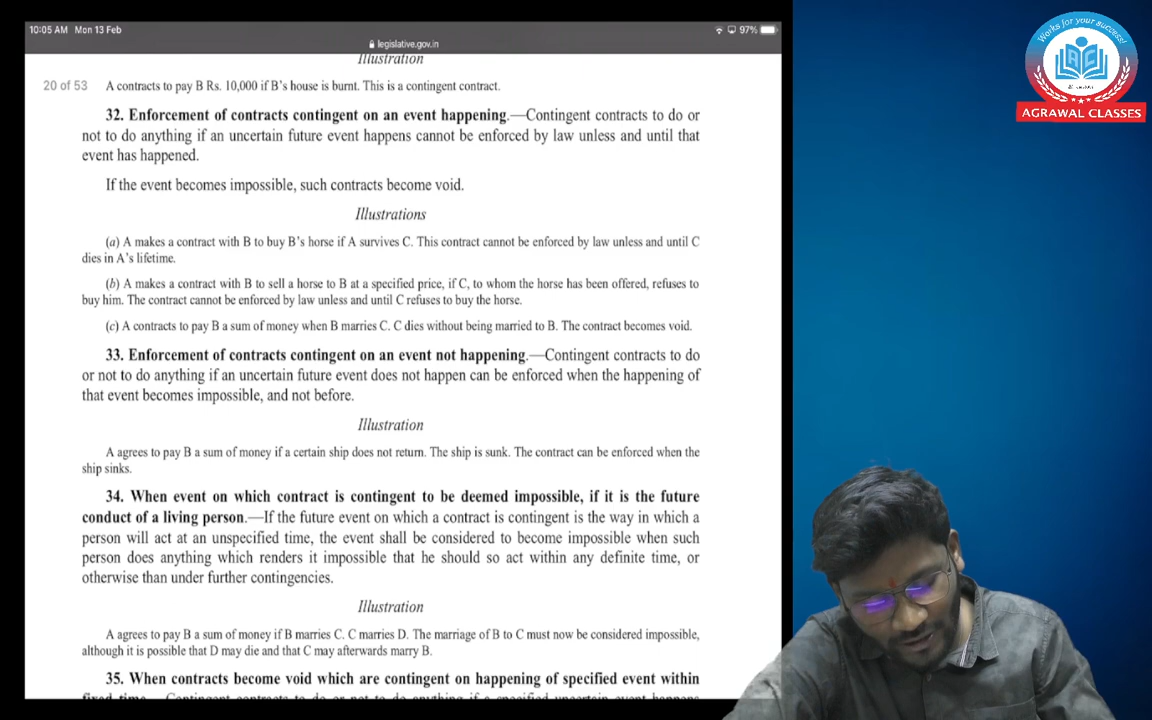 10:05 AM Mon 13 Feb
97%
legislative.gov.in
Illustration
20 of 53
A contracts to pay B Rs. 10,000 if B's house is burnt. This is a contingent contract.
32. Enforcement of contracts contingent on an event happening.—Contingent contracts to do or
not to do anything if an uncertain future event happens cannot be enforced by law unless and until that
event has happened.
If the event becomes impossible, such contracts become void.
Illustrations
(a) A makes a contract with B to buy B's horse if A survives C. This contract cannot be enforced by law unless and until C
dies in A's lifetime.
(b) A makes a contract with B to sell a horse to B at a specified price, if C, to whom the horse has been offered, refuses to
buy him. The contract cannot be enforced by law unless and until C refuses to buy the horse.
(c) A contracts to pay B a sum of money when B marries C. C dies without being married to B. The contract becomes void.
33. Enforcement of contracts contingent on an event not happening.—Contingent contracts to do
or not to do anything if an uncertain future event does not happen can be enforced when the happening of
that event becomes impossible, and not before.
Illustration
A agrees to pay B a sum of money if a certain ship does not return. The ship is sunk. The contract can be enforced when the
ship sinks.
34. When event on which contract is contingent to be deemed impossible, if it is the future
conduct of a living person.—If the future event on which a contract is contingent is the way in which a
person will act at an unspecified time, the event shall be considered to become impossible when such
person does anything which renders it impossible that he should so act within any definite time, or
otherwise than under further contingencies.
Illustration
A agrees to pay B a sum of money if B marries C. C marries D. The marriage of B to C must now be considered impossible,
although it is possible that D may die and that C may afterwards marry B.
35. When contracts become void which are contingent on happening of specified event within
fixed time.—Contingent contracts to do or not to do anything if a specified uncertain event happens
Works for your success!
AC
AGRAWAL CLASSES